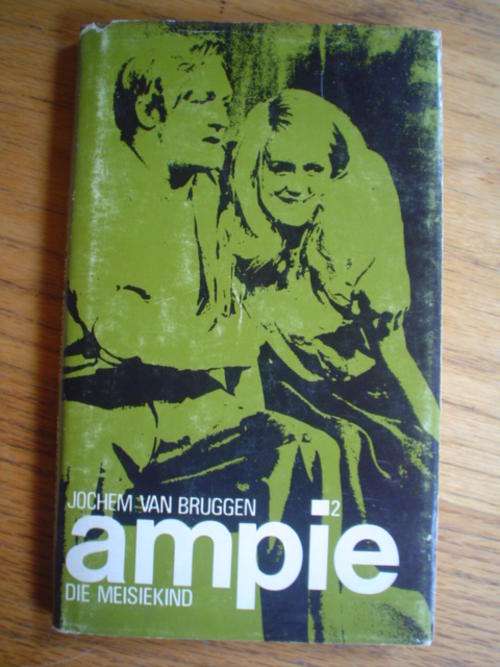 JOCHEM VAN BRUGGEN
2
ampie
DIE MEISIEKIND